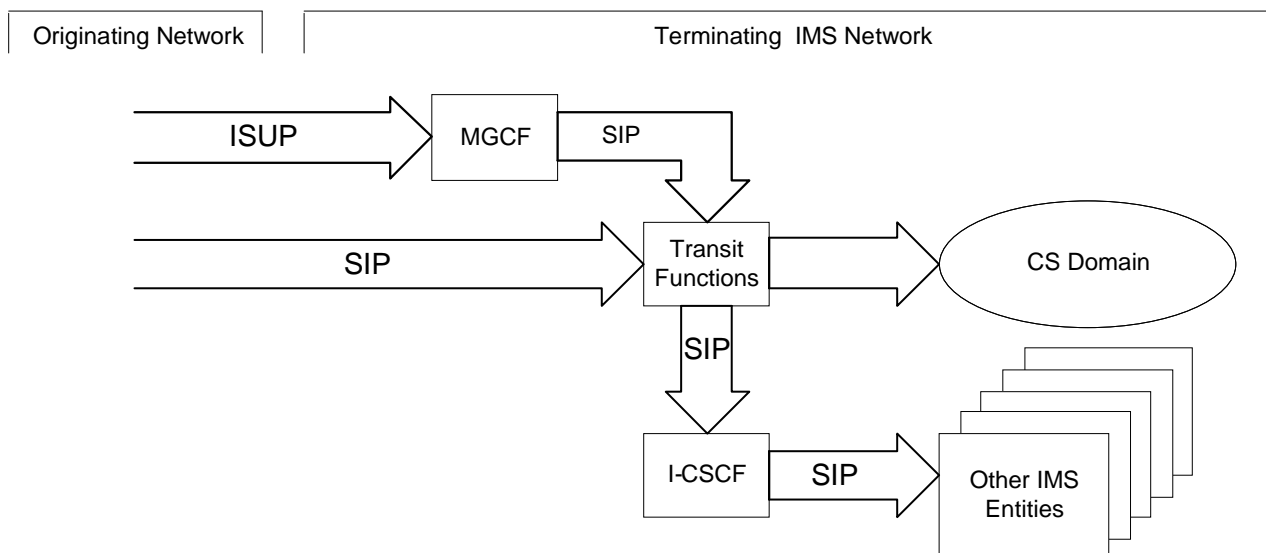 Originating Network
Terminating IMS Network
ISUP
MGCF
SIP
SIP
Transit
Functions
CS Domain
SIP
I-CSCF
SIP
Other IMS
Entities